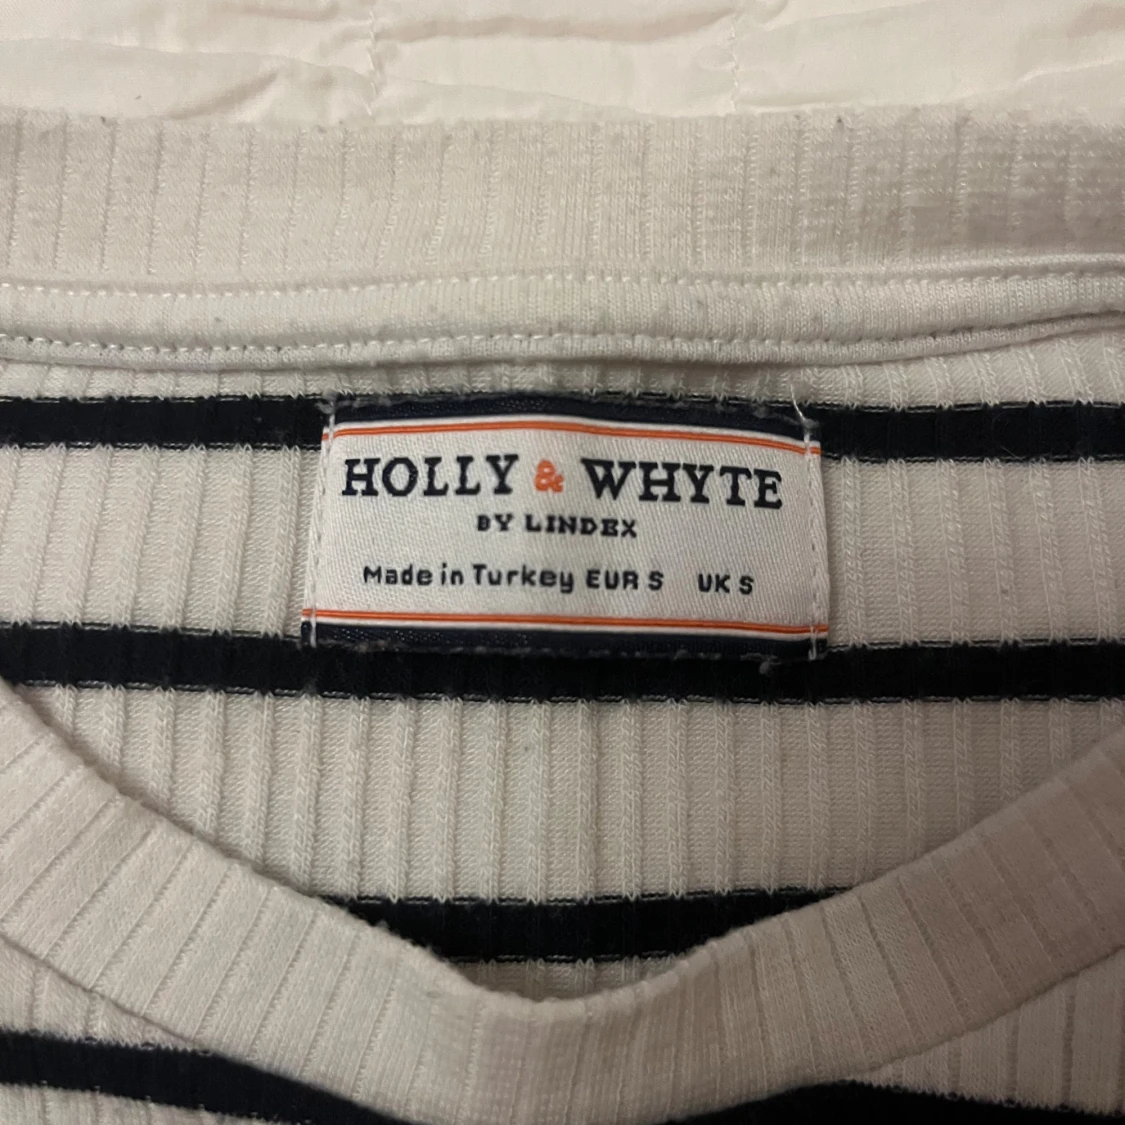 HOLLY & WHYTE
BY LINDEX
Made in Turkey EUR S UK S